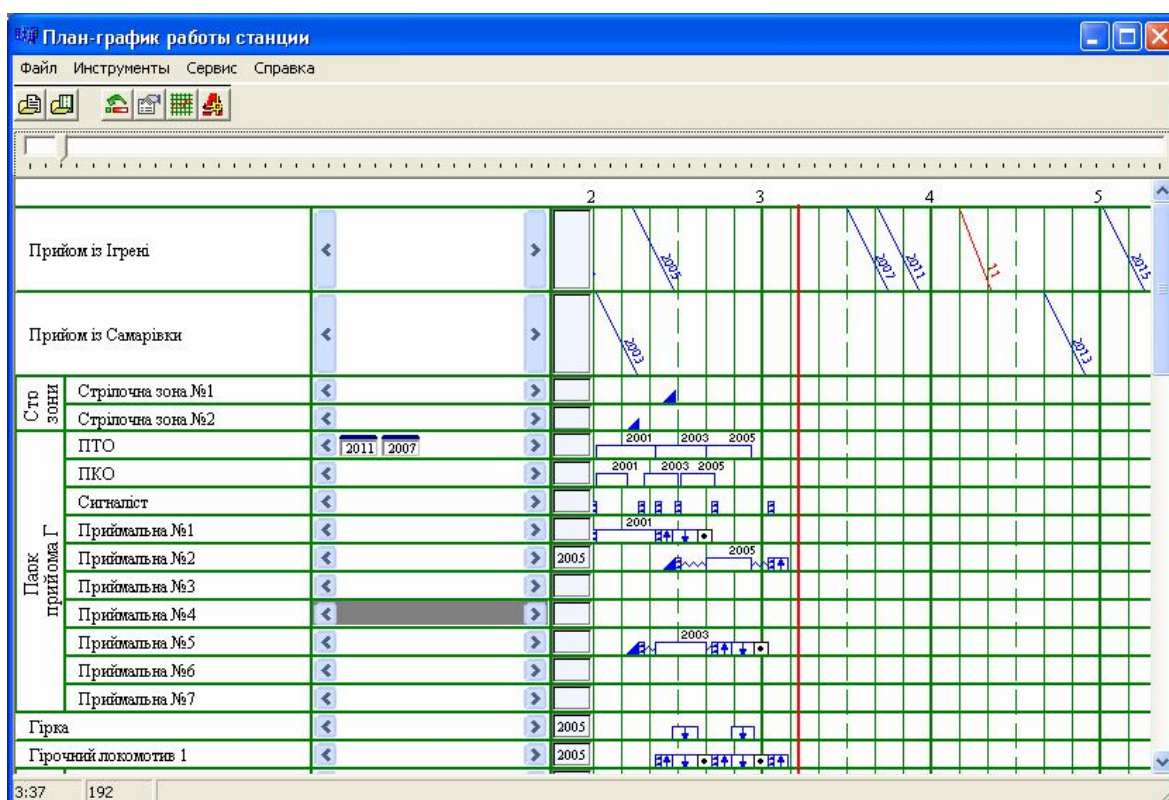 План-график работы станции
Файл Инструменты Сервис Справка
2 3 4 5
Прийом із Ігрені
2005 2007 2011 11 2015
Прийом із Самарівки
2003 2013
Стр зони
Стрілочна зона №1
Стрілочна зона №2
Парк прийома Г
ПТО 2011 2007 2001 2003 2005
ПКО 2001 2003 2005
Сигналіст
Приймальна №1 2001
Приймальна №2 2005 2005
Приймальна №3
Приймальна №4
Приймальна №5 2003
Приймальна №6
Приймальна №7
Гірка 2005
Гірочний локомотив 1 2005
3:37 192